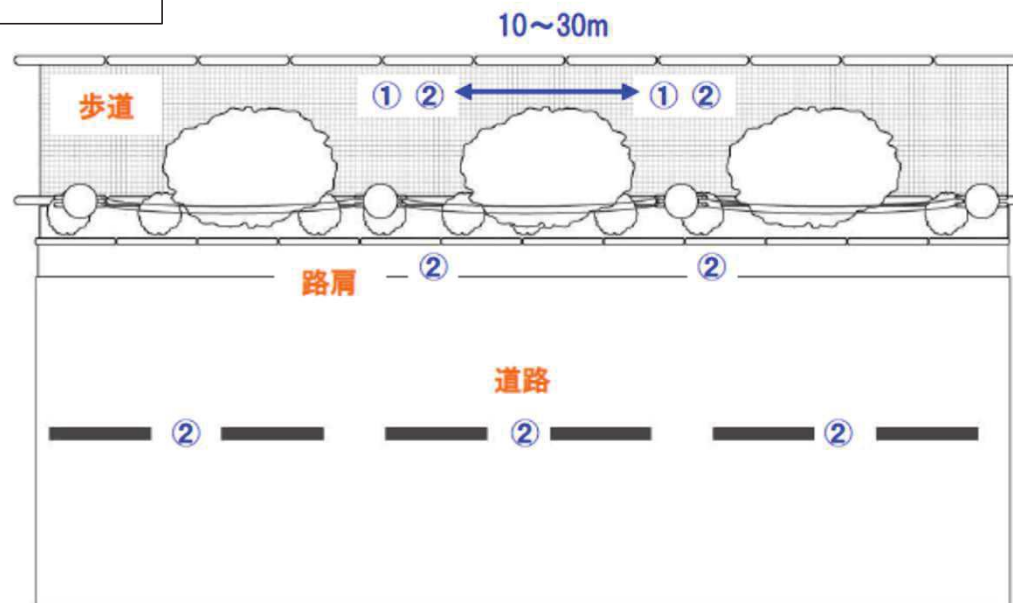 10～30m
歩道
① ② ① ②
② ②
路肩
道路
② ② ②